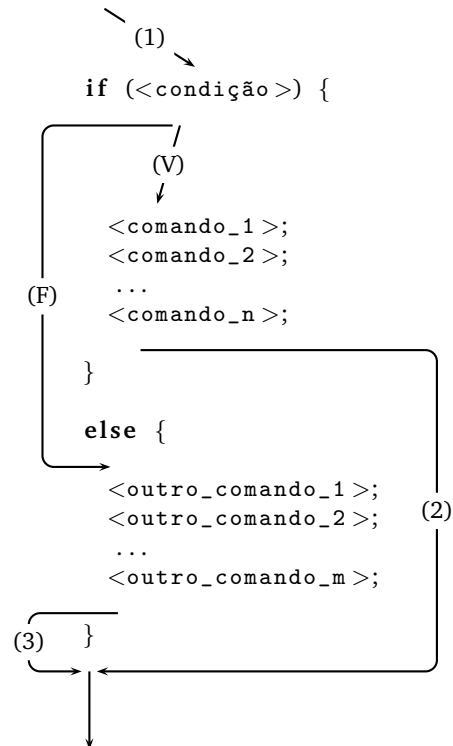 (1)
if (<condição>) {
(V)
<comando_1>;
<comando_2>;
...
(F)
<comando_n>;
}
else {
<outro_comando_1>;
<outro_comando_2>;
(2)
...
<outro_comando_m>;
(3)
}